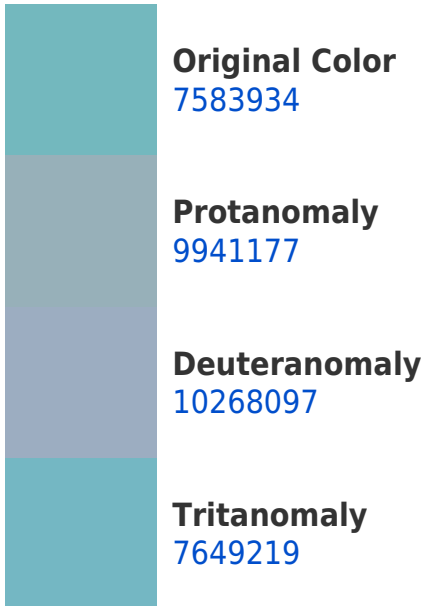 Original Color
7583934
Protanomaly
9941177
Deuteranomaly
10268097
Tritanomaly
7649219